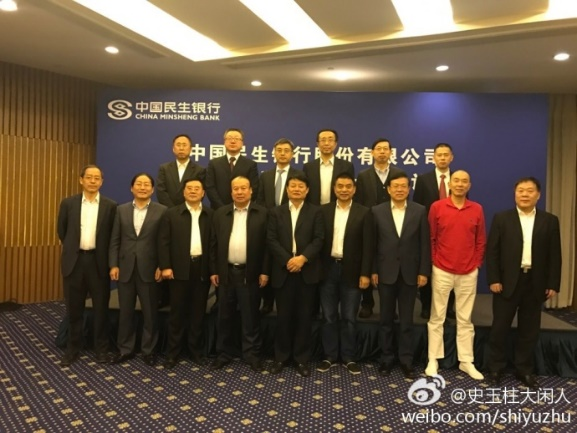 中国民生银行
CHINA MINSHENG BANK
中国民生银行股份有限公司
@史玉柱大闲人
weibo.com/shiyuzhu